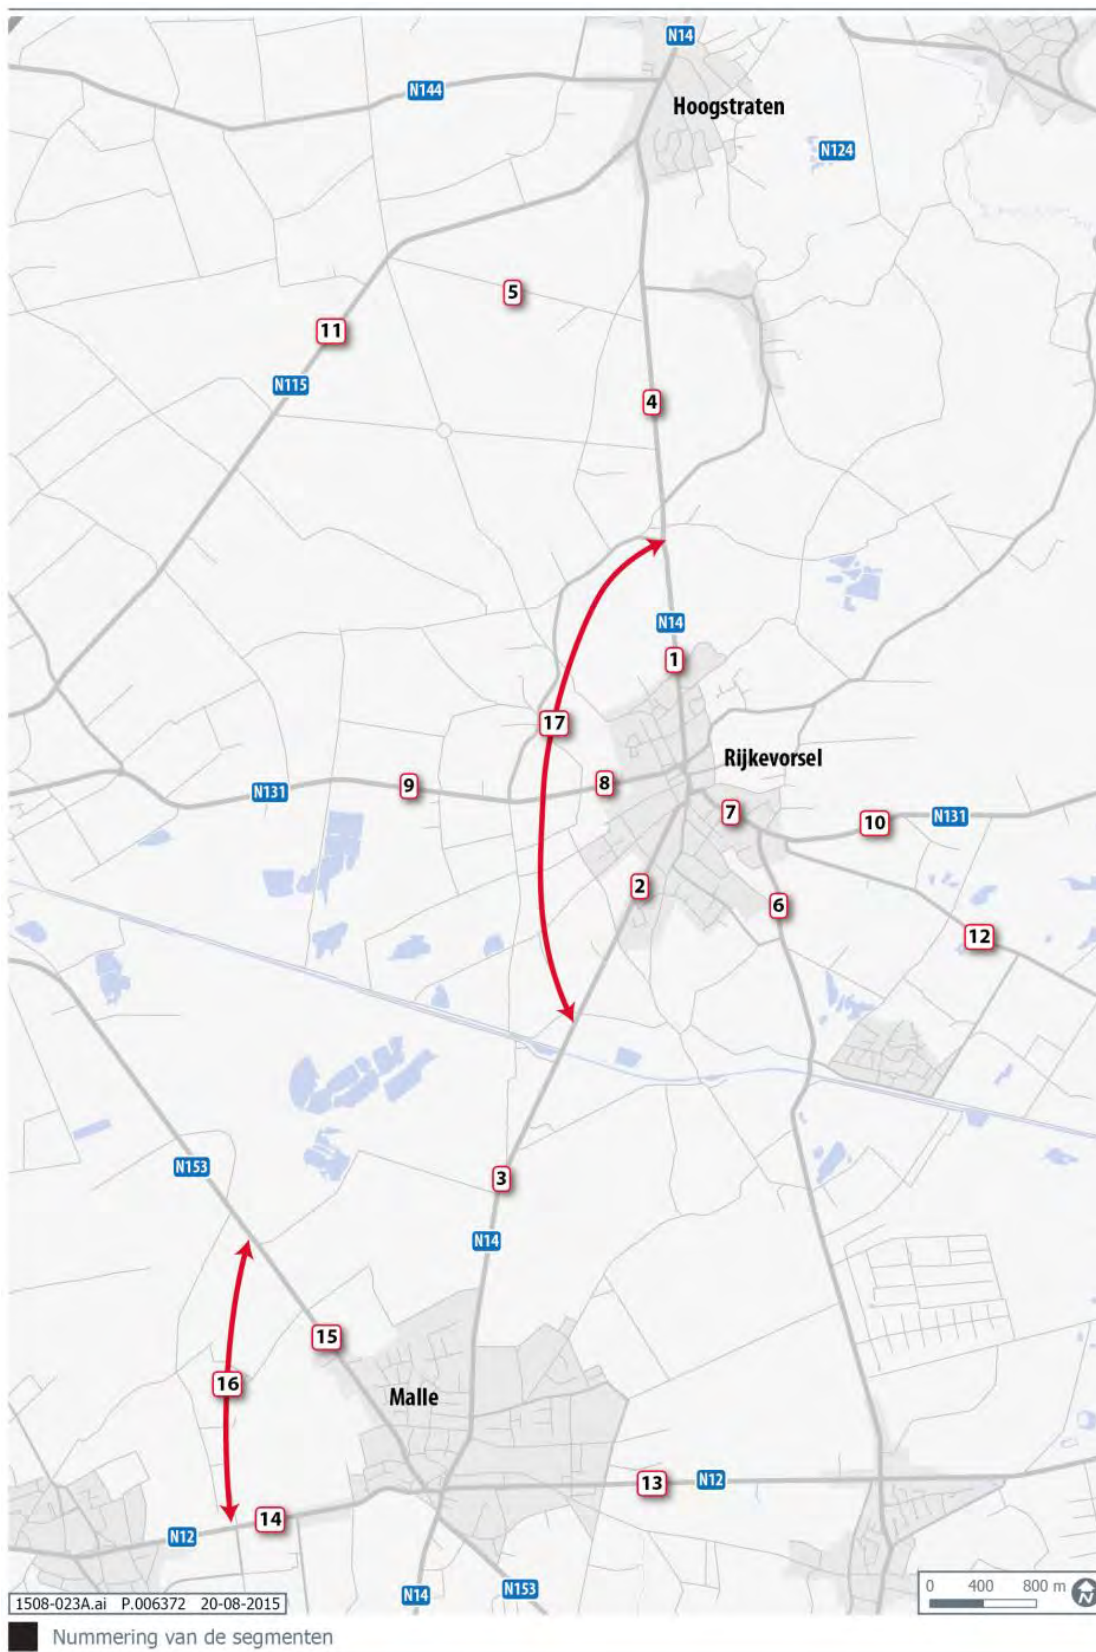 N14
N144
Hoogstraten
N124
5
11
N115
4
N14
1
17
Rijkevorsel
N131
9
8
7
10
N131
2
6
12
N153
3
N14
15
16
Malle
13
N12
14
N12
N14
N153
0 400 800 m
N
1508-023A.ai P.006372 20-08-2015
Nummering van de segmenten